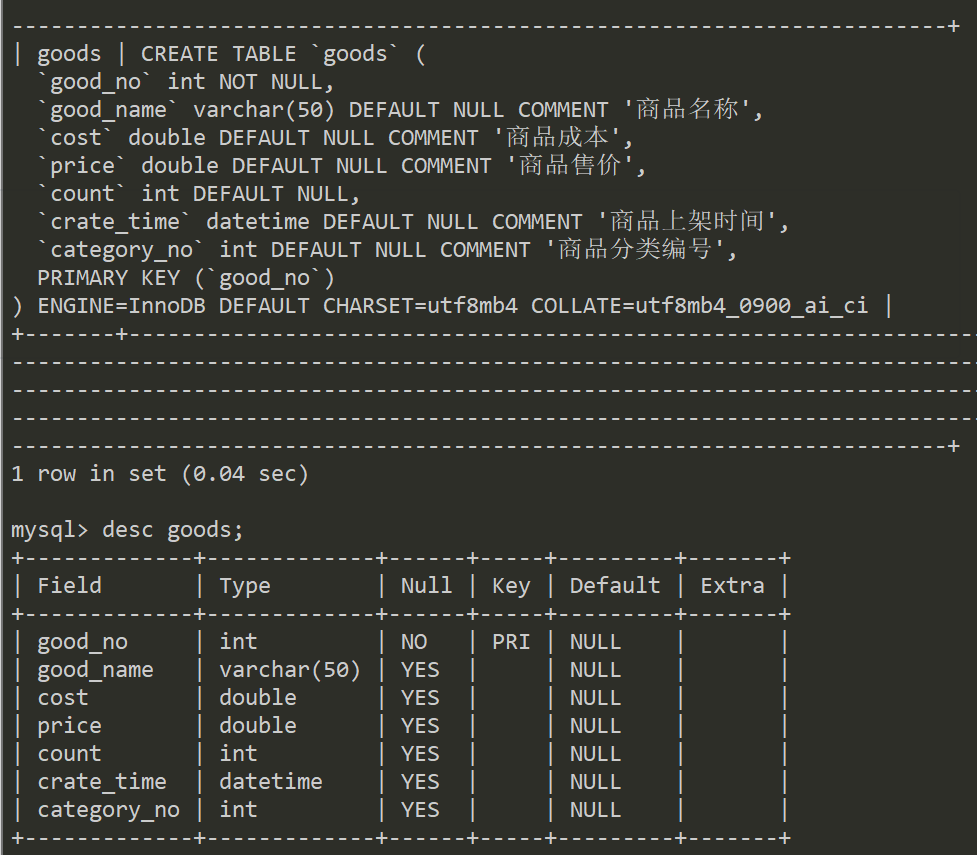 --------------------------------------------------------------------------+
| goods | CREATE TABLE `goods` (
  `good_no` int NOT NULL,
  `good_name` varchar(50) DEFAULT NULL COMMENT '商品名称',
  `cost` double DEFAULT NULL COMMENT '商品成本',
  `price` double DEFAULT NULL COMMENT '商品售价',
  `count` int DEFAULT NULL,
  `crate_time` datetime DEFAULT NULL COMMENT '商品上架时间',
  `category_no` int DEFAULT NULL COMMENT '商品分类编号',
  PRIMARY KEY (`good_no`)
) ENGINE=InnoDB DEFAULT CHARSET=utf8mb4 COLLATE=utf8mb4_0900_ai_ci |
+-------+------------------------------------------------------------------
---------------------------------------------------------------------------
---------------------------------------------------------------------------
---------------------------------------------------------------------------
------------------------------------------------------------------------+
1 row in set (0.04 sec)

mysql> desc goods;
+-------------+-------------+------+-----+---------+-------+
| Field       | Type        | Null | Key | Default | Extra |
+-------------+-------------+------+-----+---------+-------+
| good_no     | int         | NO   | PRI | NULL    |       |
| good_name   | varchar(50) | YES  |     | NULL    |       |
| cost        | double      | YES  |     | NULL    |       |
| price       | double      | YES  |     | NULL    |       |
| count       | int         | YES  |     | NULL    |       |
| crate_time  | datetime    | YES  |     | NULL    |       |
| category_no | int         | YES  |     | NULL    |       |
+-------------+-------------+------+-----+---------+-------+